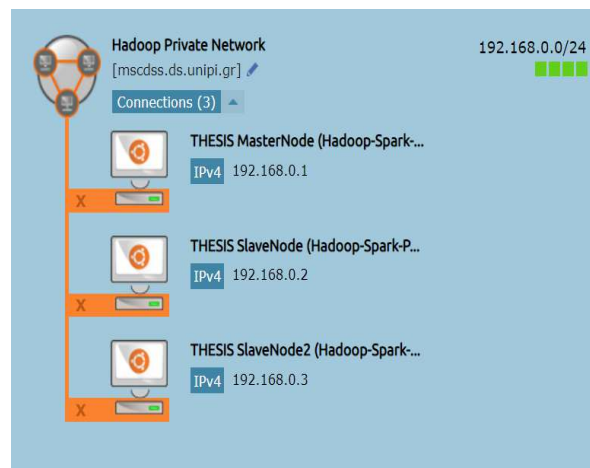 Hadoop Private Network
192.168.0.0/24
[mscdss.ds.unipi.gr]
Connections (3)
THESIS MasterNode (Hadoop-Spark-...
IPv4 192.168.0.1
X
THESIS SlaveNode (Hadoop-Spark-P...
IPv4 192.168.0.2
X
THESIS SlaveNode2 (Hadoop-Spark-...
IPv4 192.168.0.3
X